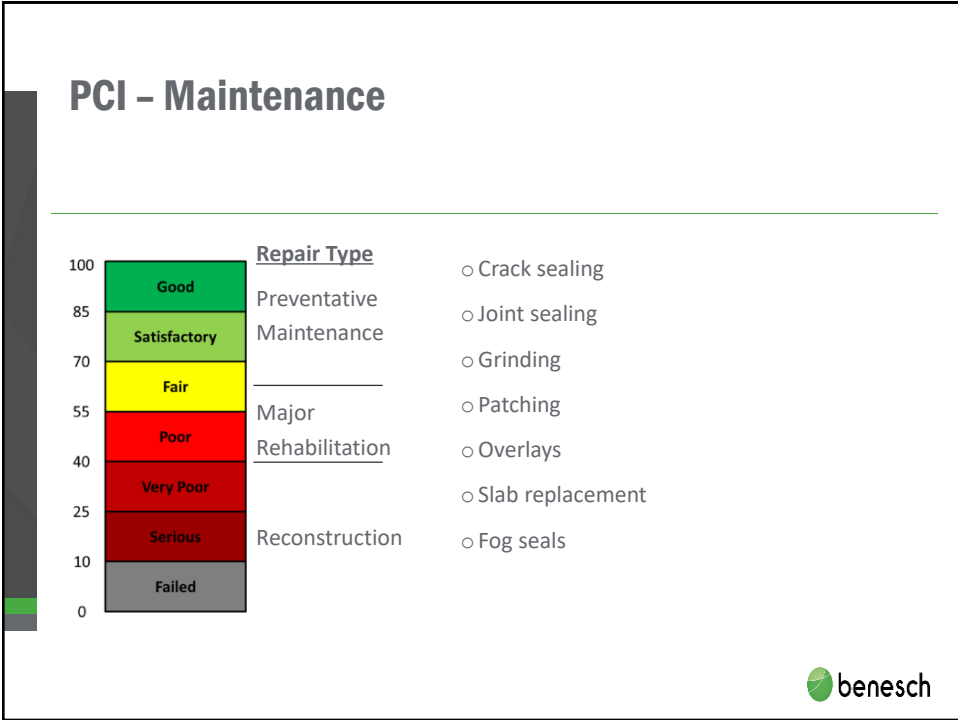 PCI – Maintenance
100
Good
85
Satisfactory
70
Fair
55
Poor
40
Very Poor
25
Serious
10
Failed
0
Repair Type
Preventative
Maintenance
Major
Rehabilitation
Reconstruction
o Crack sealing
o Joint sealing
o Grinding
o Patching
o Overlays
o Slab replacement
o Fog seals
benesch